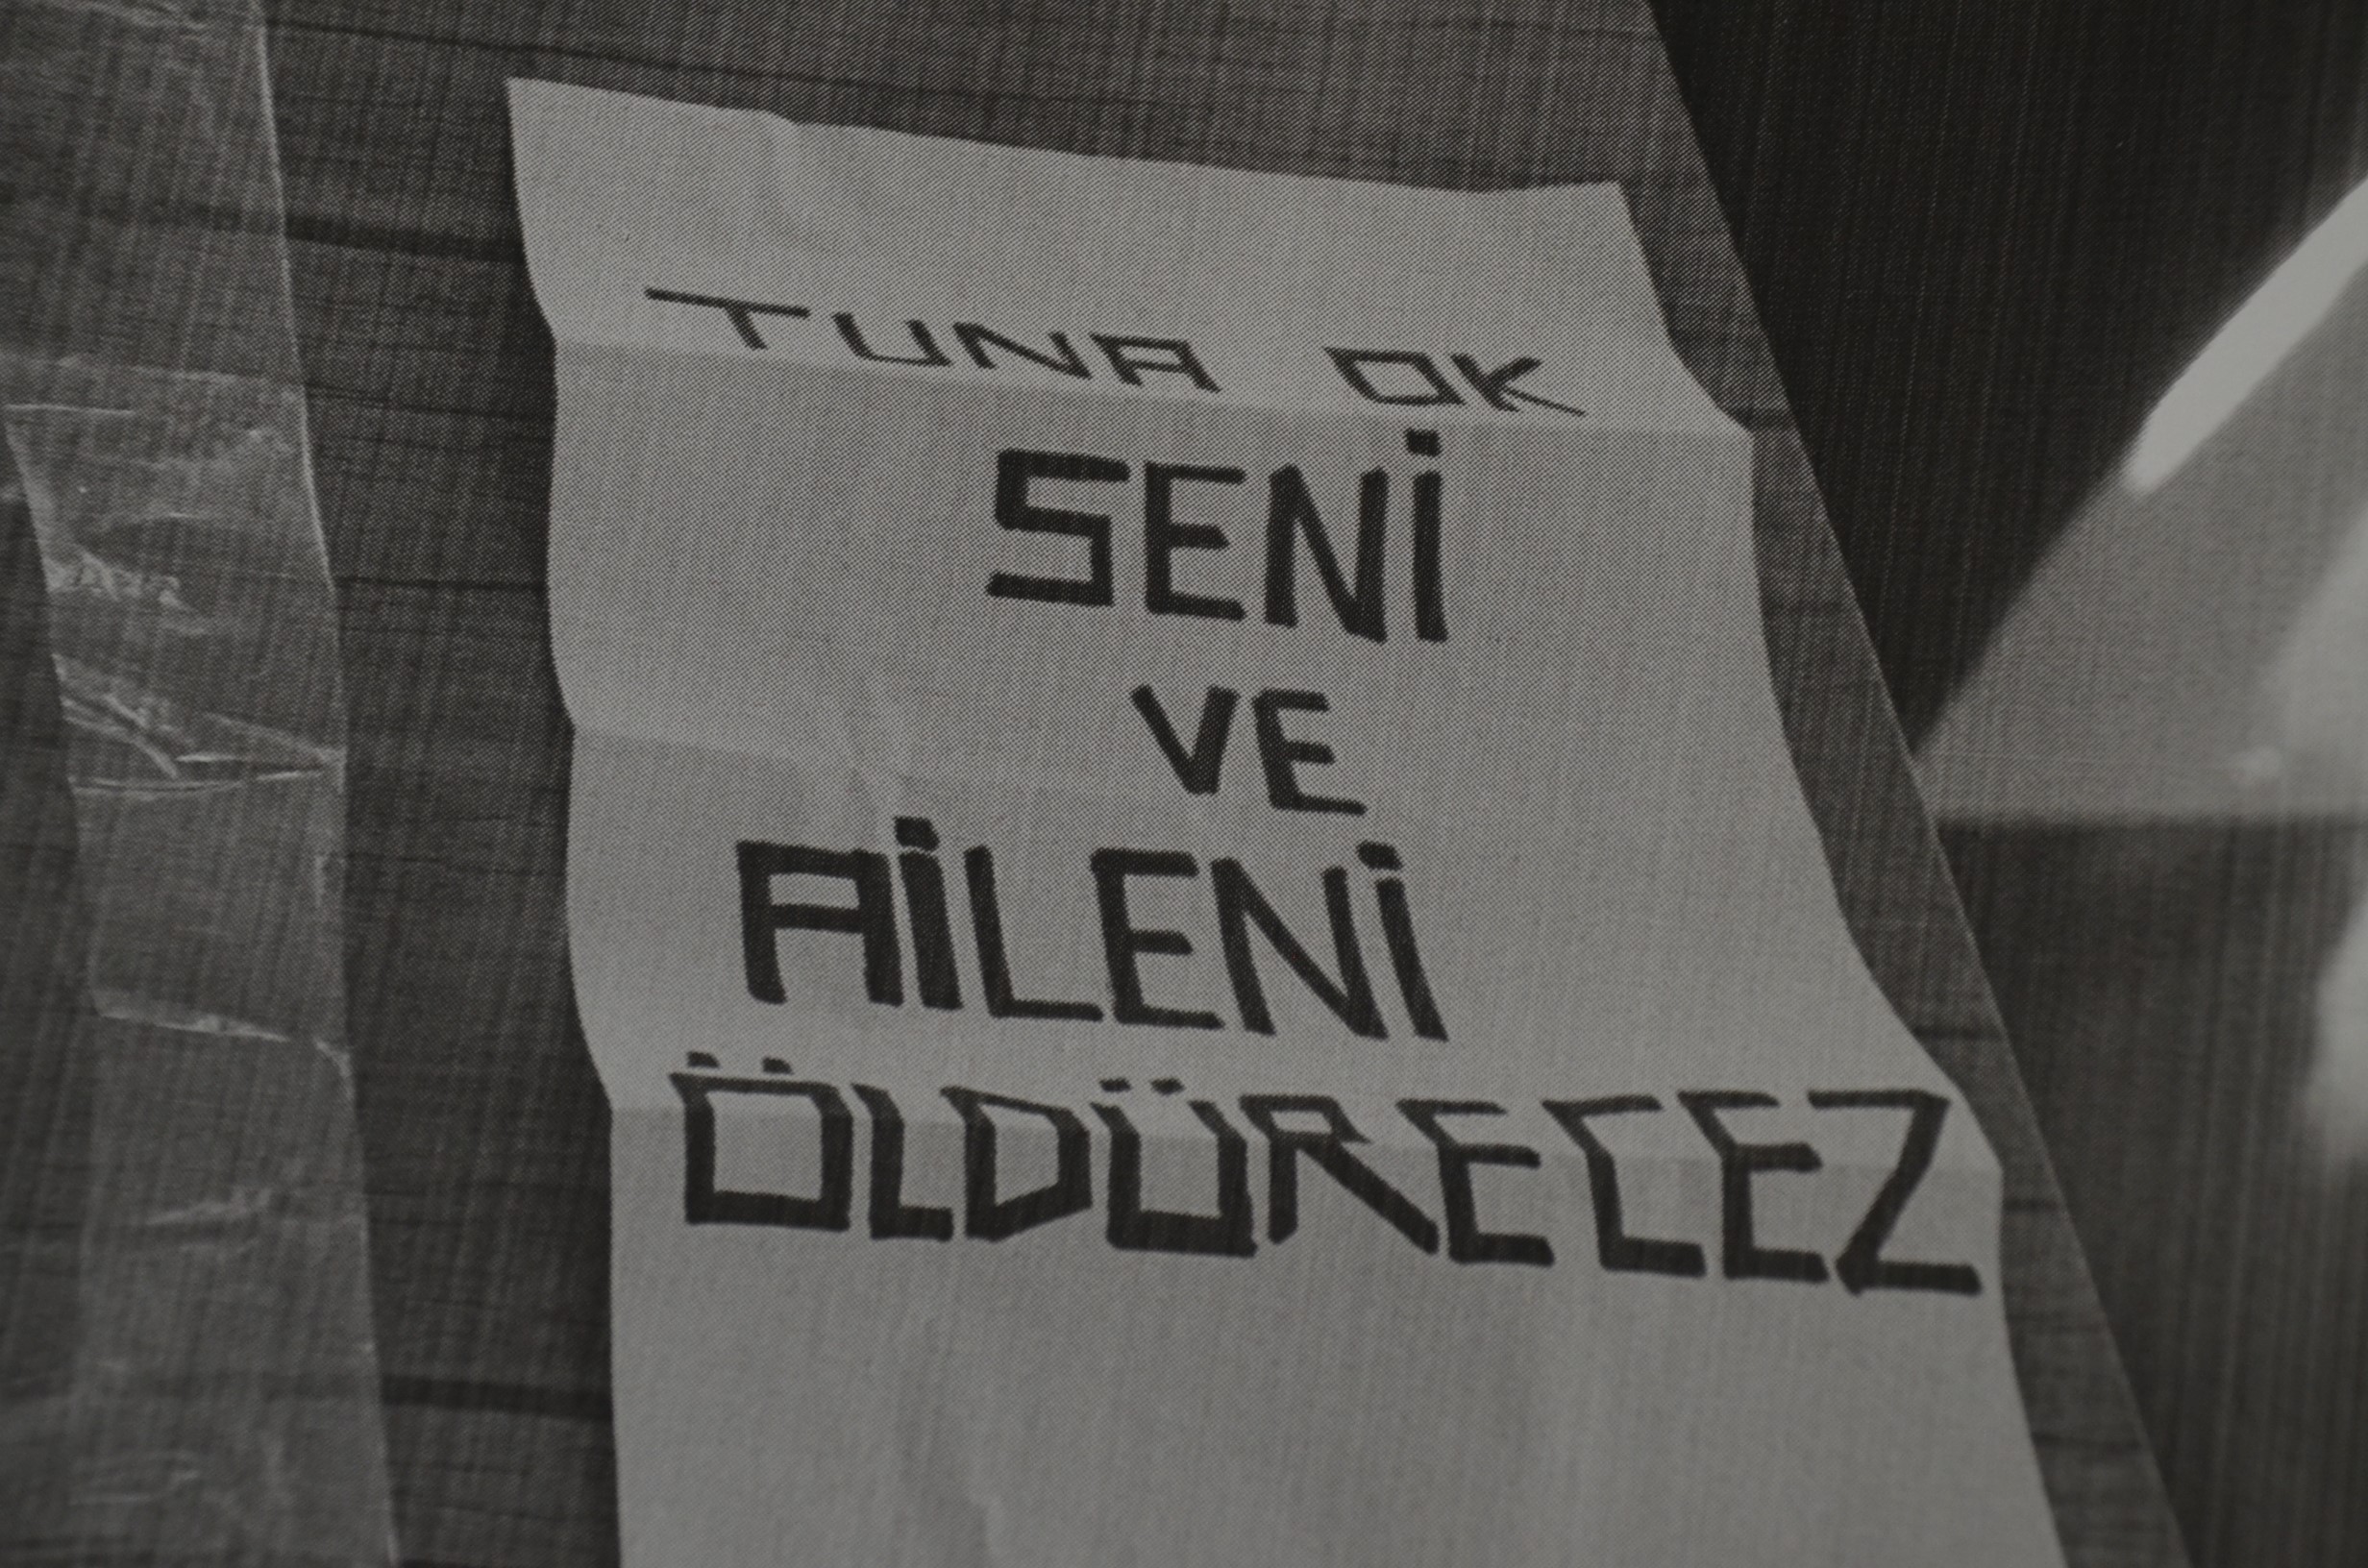 TUNA OK
SENİ
VE
AİLENİ
ÖLDÜRECEZ